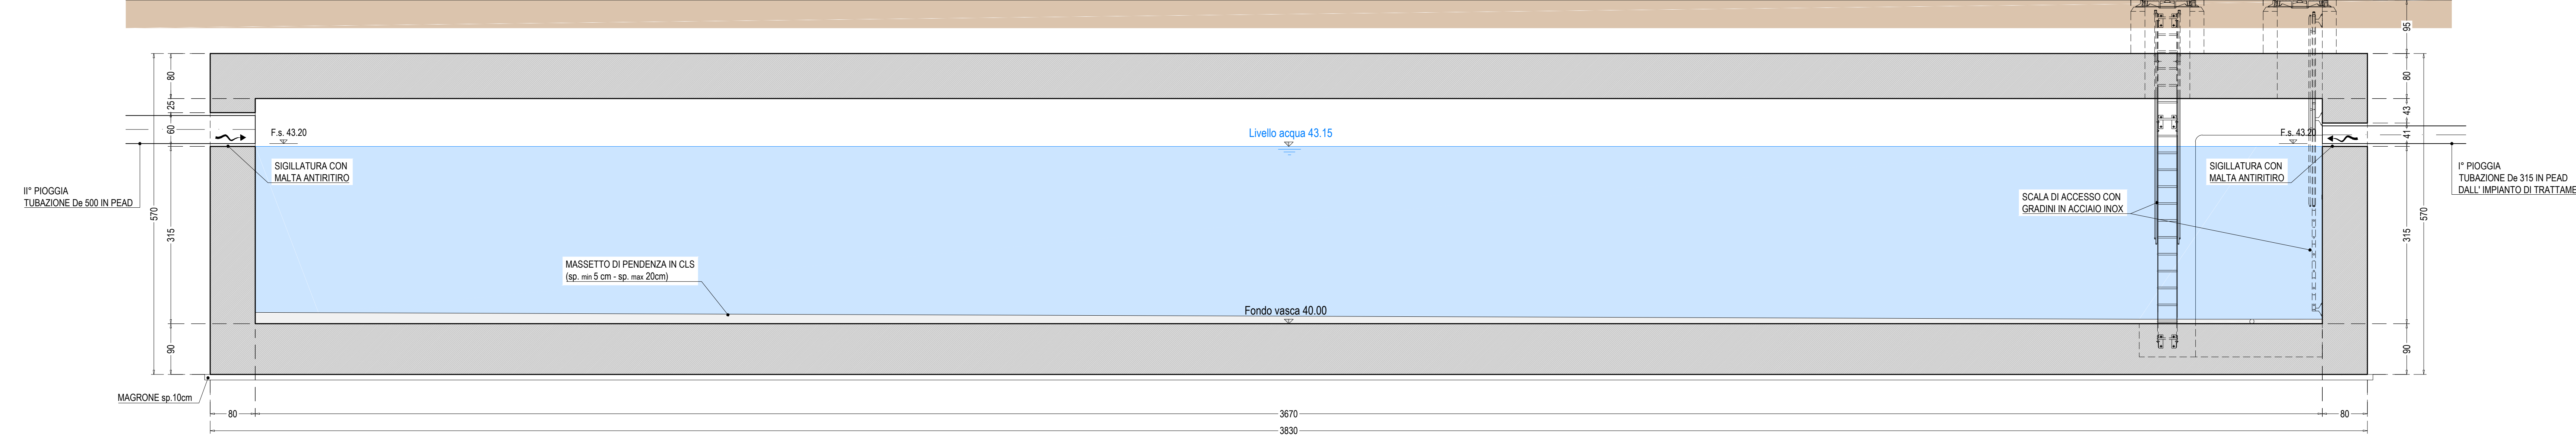 95
80
25
60
315
90
570
80
43
41
315
90
570
F.s. 43.20
Livello acqua 43.15
F.s. 43.20
SIGILLATURA CON
MALTA ANTIRITIRO
SIGILLATURA CON
MALTA ANTIRITIRO
II° PIOGGIA
TUBAZIONE De 500 IN PEAD
I° PIOGGIA
TUBAZIONE De 315 IN PEAD
DALL' IMPIANTO DI TRATTAME
SCALA DI ACCESSO CON
GRADINI IN ACCIAIO INOX
MASSETTO DI PENDENZA IN CLS
(sp. min 5 cm - sp. max 20cm)
Fondo vasca 40.00
MAGRONE sp.10cm
80
3670
80
3830